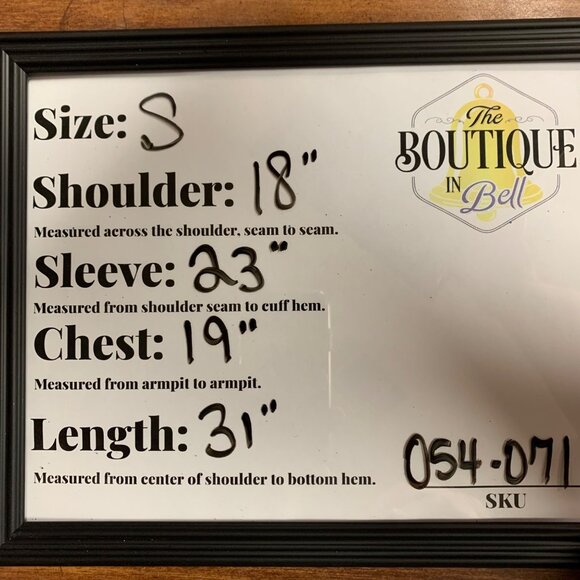 Size: S
The
BOUTIQUE
IN Bell
Shoulder: 18"
Measured across the shoulder, seam to seam.
Sleeve: 23"
Measured from shoulder seam to cuff hem.
Chest: 19"
Measured from armpit to armpit.
Length: 31"
Measured from center of shoulder to bottom hem.
054-071
SKU